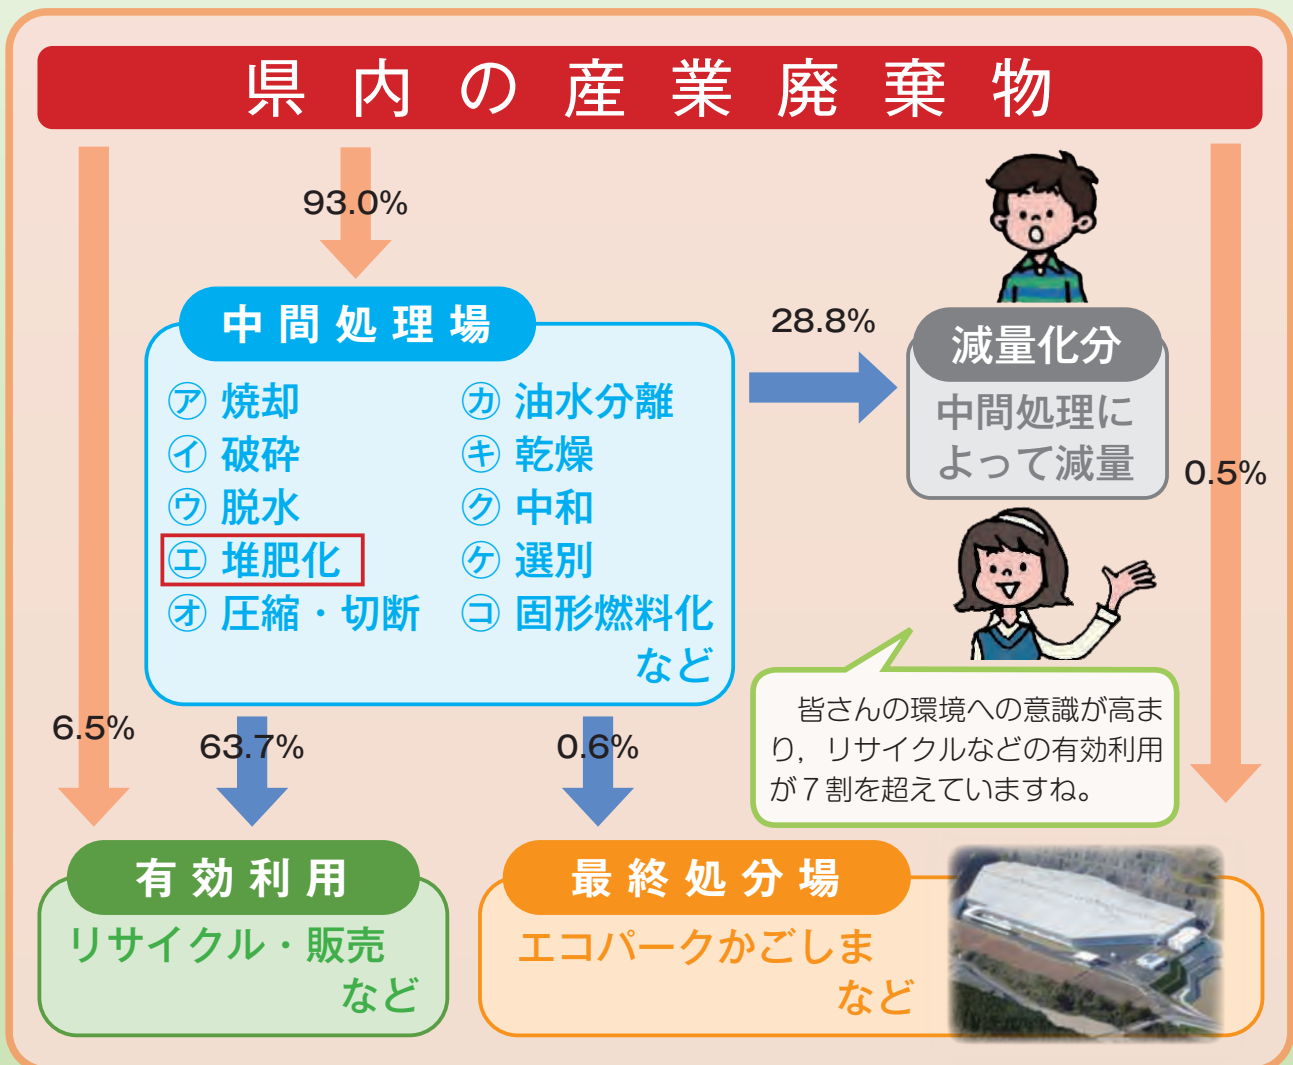 県内の産業廃棄物
93.0%
中間処理場
㋐ 焼却
㋑ 破砕
㋒ 脱水
㋓ 堆肥化
㋔ 圧縮・切断
㋕ 油水分離
㋖ 乾燥
㋗ 中和
㋘ 選別
㋙ 固形燃料化
など
28.8%
減量化分
中間処理に
よって減量
0.5%
皆さんの環境への意識が高ま
り，リサイクルなどの有効利用
が７割を超えていますね。
6.5%
63.7%
0.6%
有効利用
リサイクル・販売
など
最終処分場
エコパークかごしま
など